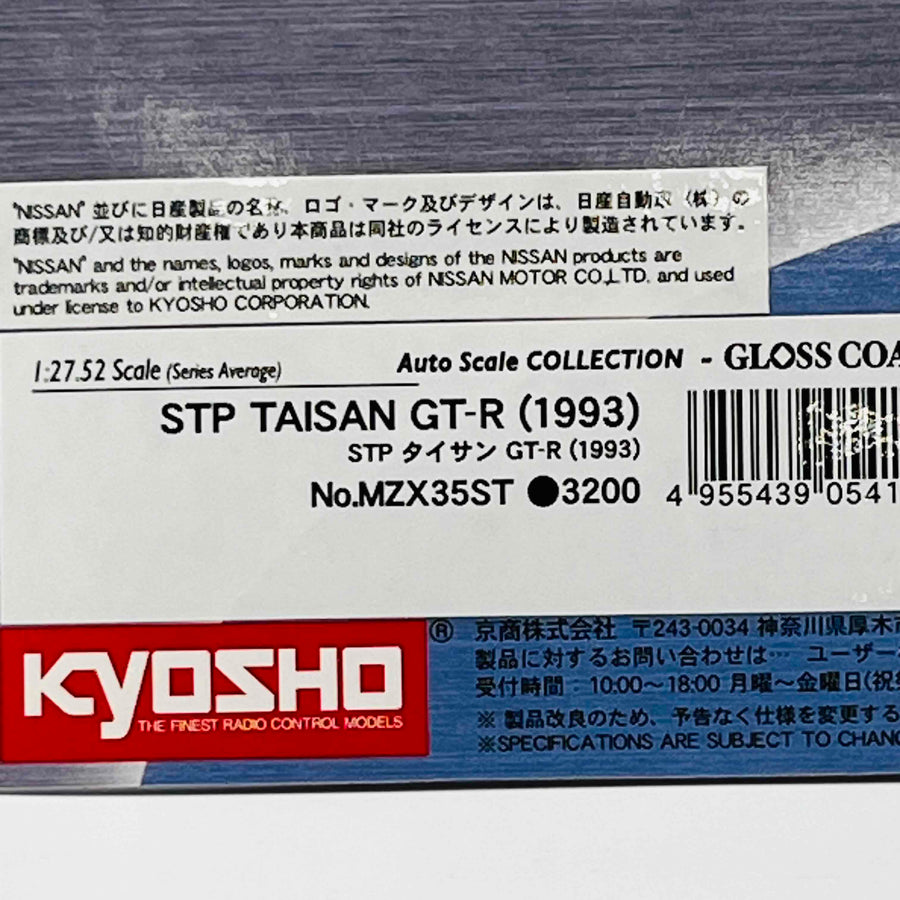 "NISSAN" 並びに日産製品の名称、ロゴ・マーク及びデザインは、日産自動 (株) の
商標及び/又は知的財産権であり本商品は同社のライセンスにより製造されています。
"NISSAN" and the names, logos, marks and designs of the NISSAN products are
trademarks and/or intellectual property rights of NISSAN MOTOR CO.,LTD. and used
under license to KYOSHO CORPORATION.
1:27.52 Scale (Series Average)
Auto Scale COLLECTION - GLOSS COA
STP TAISAN GT-R (1993)
STP タイサン GT-R (1993)
No.MZX35ST ●3200
4 955439 0541
KYOSHO
THE FINEST RADIO CONTROL MODELS
® 京商株式会社 〒243-0034 神奈川県厚木市
製品に対するお問い合わせは… ユーザー
受付時間：10:00～18:00 月曜～金曜日(祝
※ 製品改良のため、予告なく仕様を変更する
※SPECIFICATIONS ARE SUBJECT TO CHAN